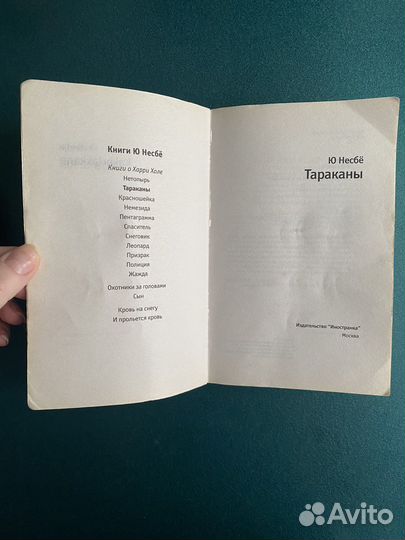 Книги Ю Несбё
Книги о Харри Холе
Нетопырь
Тараканы
Красношейка
Немезида
Пентаграмма
Спаситель
Снеговик
Леопард
Призрак
Полиция
Жажда
Охотники за головами
Сын
Кровь на снегу
И прольется кровь
Ю Несбё
Тараканы
Издательство "Иностранка"
Москва
Avito